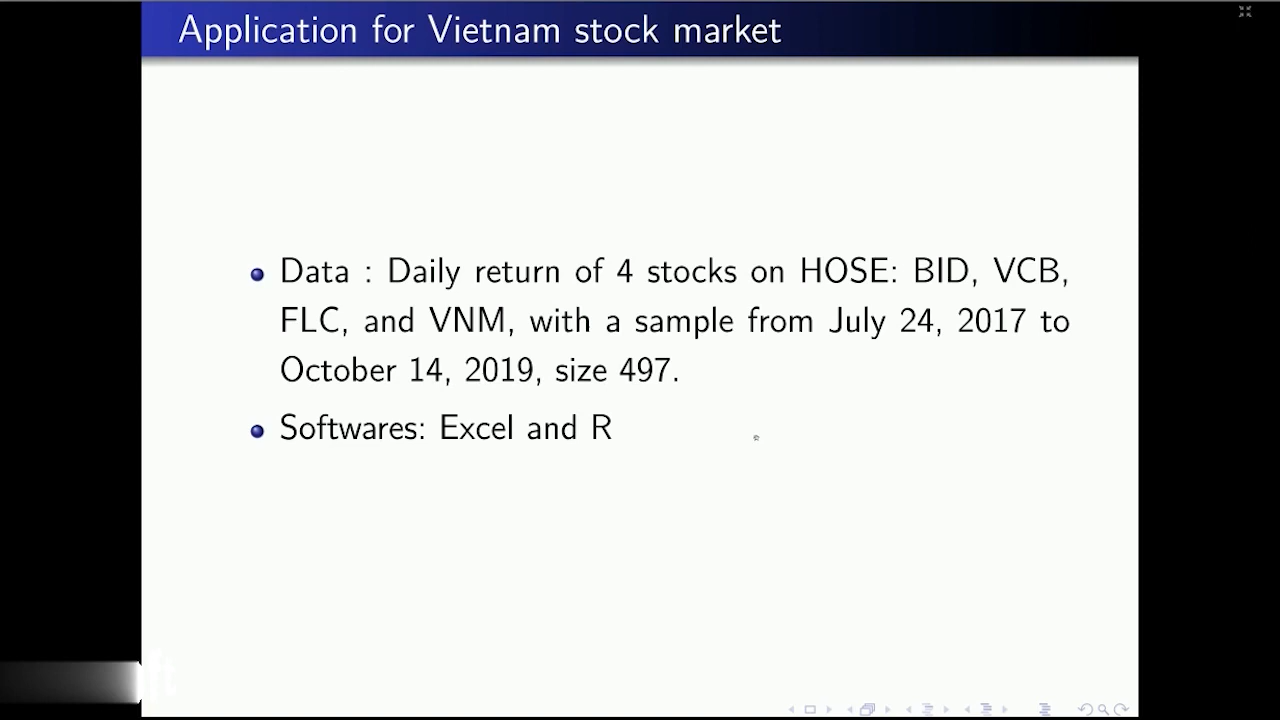 Application for Vietnam stock market
Data : Daily return of 4 stocks on HOSE: BID, VCB,
FLC, and VNM, with a sample from July 24, 2017 to
October 14, 2019, size 497.
Softwares: Excel and R